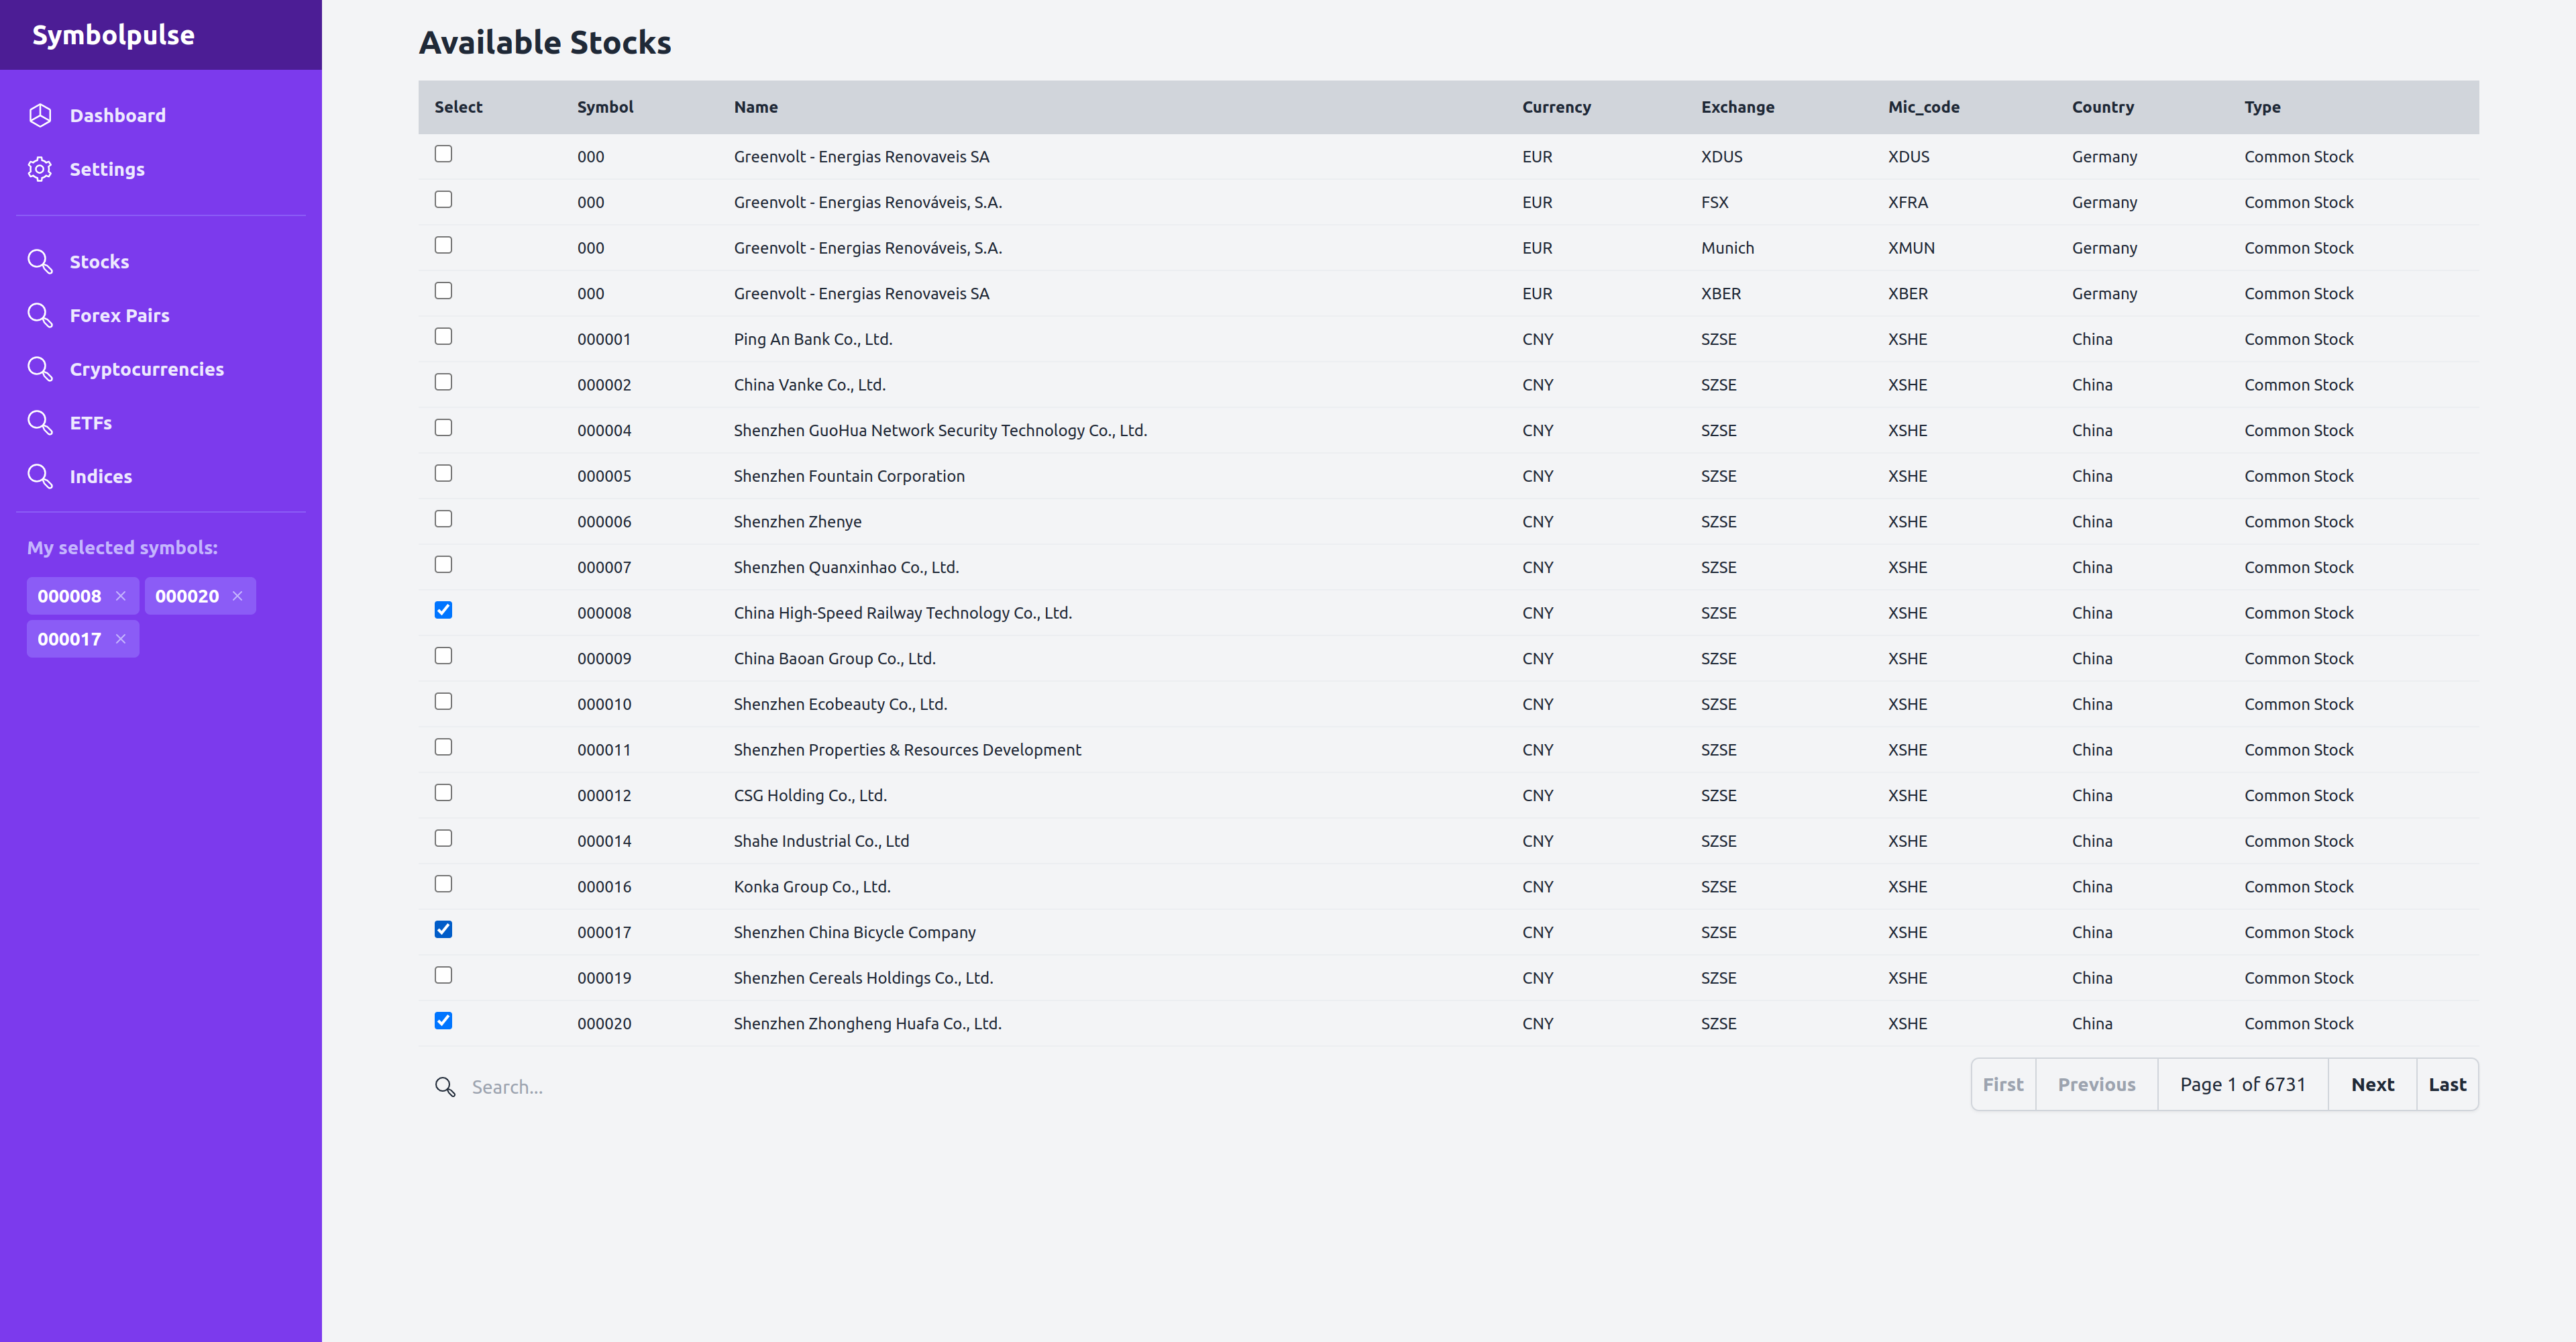 Symbolpulse
Dashboard
Settings
Stocks
Forex Pairs
Cryptocurrencies
ETFs
Indices
My selected symbols:
000008 × 000020 ×
000017 ×
Available Stocks
Select Symbol Name Currency Exchange Mic_code Country Type
000 Greenvolt - Energias Renovaveis SA EUR XDUS XDUS Germany Common Stock
000 Greenvolt - Energias Renováveis, S.A. EUR FSX XFRA Germany Common Stock
000 Greenvolt - Energias Renováveis, S.A. EUR Munich XMUN Germany Common Stock
000 Greenvolt - Energias Renovaveis SA EUR XBER XBER Germany Common Stock
000001 Ping An Bank Co., Ltd. CNY SZSE XSHE China Common Stock
000002 China Vanke Co., Ltd. CNY SZSE XSHE China Common Stock
000004 Shenzhen GuoHua Network Security Technology Co., Ltd. CNY SZSE XSHE China Common Stock
000005 Shenzhen Fountain Corporation CNY SZSE XSHE China Common Stock
000006 Shenzhen Zhenye CNY SZSE XSHE China Common Stock
000007 Shenzhen Quanxinhao Co., Ltd. CNY SZSE XSHE China Common Stock
000008 China High-Speed Railway Technology Co., Ltd. CNY SZSE XSHE China Common Stock
000009 China Baoan Group Co., Ltd. CNY SZSE XSHE China Common Stock
000010 Shenzhen Ecobeauty Co., Ltd. CNY SZSE XSHE China Common Stock
000011 Shenzhen Properties & Resources Development CNY SZSE XSHE China Common Stock
000012 CSG Holding Co., Ltd. CNY SZSE XSHE China Common Stock
000014 Shahe Industrial Co., Ltd CNY SZSE XSHE China Common Stock
000016 Konka Group Co., Ltd. CNY SZSE XSHE China Common Stock
000017 Shenzhen China Bicycle Company CNY SZSE XSHE China Common Stock
000019 Shenzhen Cereals Holdings Co., Ltd. CNY SZSE XSHE China Common Stock
000020 Shenzhen Zhongheng Huafa Co., Ltd. CNY SZSE XSHE China Common Stock
Search... First Previous Page 1 of 6731 Next Last